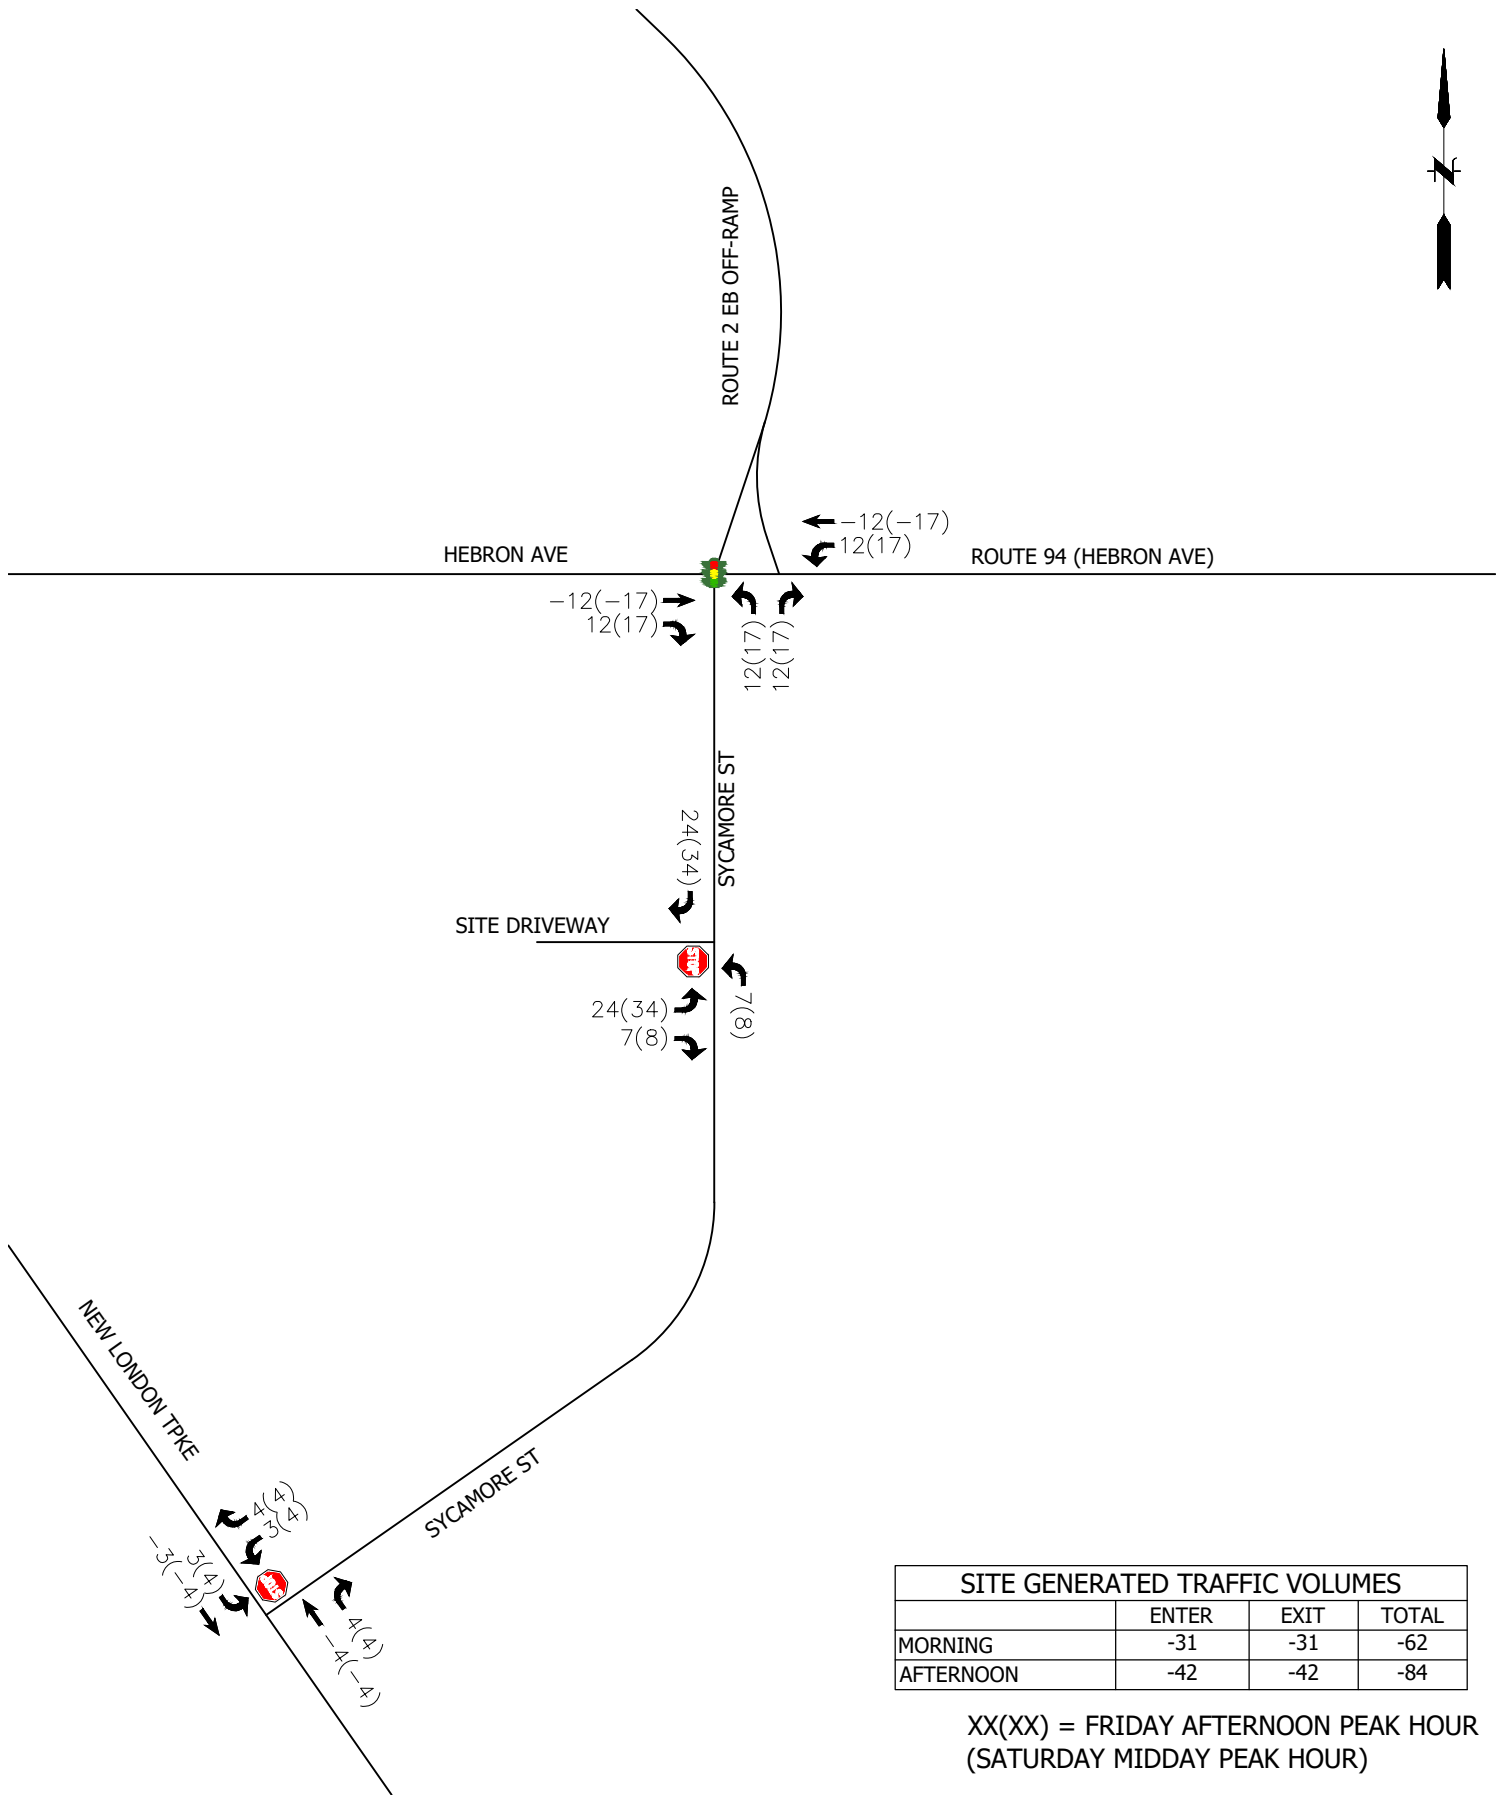 N
ROUTE 2 EB OFF-RAMP
HEBRON AVE
-12(-17)
12(17)
ROUTE 94 (HEBRON AVE)
-12(-17)
12(17)
12(17)
12(17)
SYCAMORE ST
24(34)
SITE DRIVEWAY
STOP
24(34)
7(8)
7(8)
NEW LONDON TPKE
SYCAMORE ST
4(4)
3(4)
3(4)
-3(-4)
STOP
4(4)
-4(-4)
SITE GENERATED TRAFFIC VOLUMES
ENTER EXIT TOTAL
MORNING -31 -31 -62
AFTERNOON -42 -42 -84
XX(XX) = FRIDAY AFTERNOON PEAK HOUR
(SATURDAY MIDDAY PEAK HOUR)